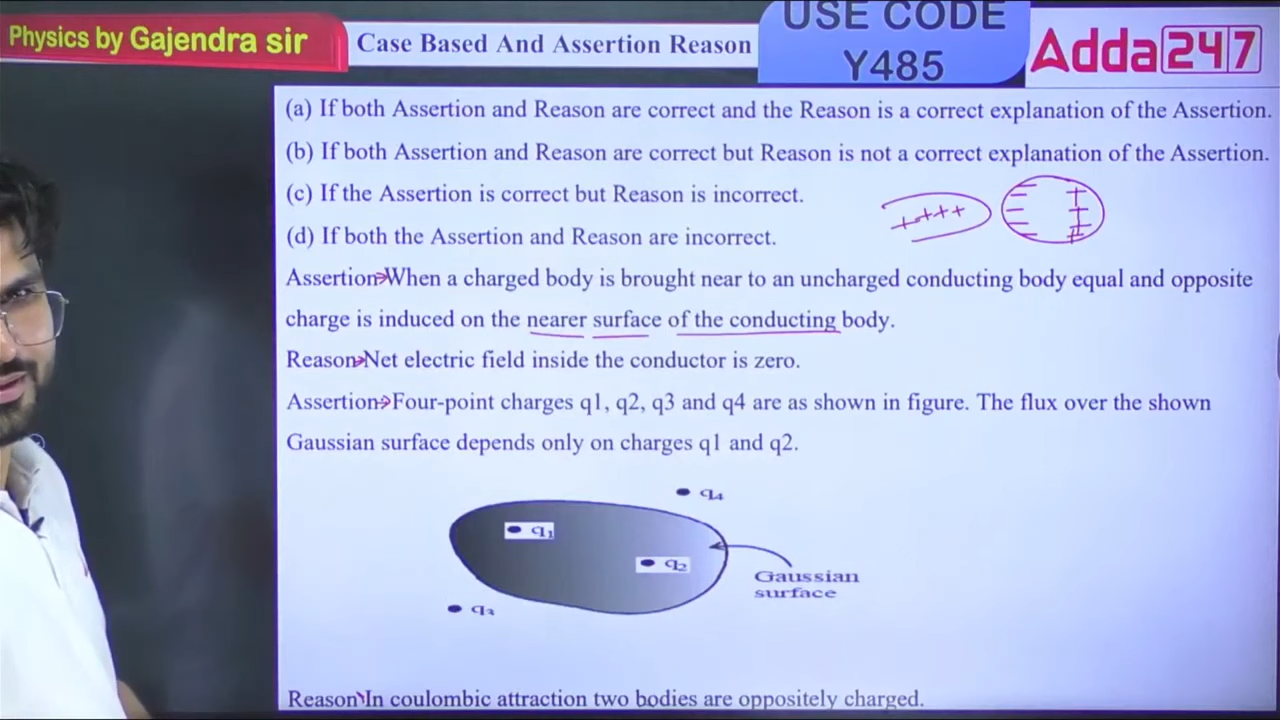 Physics by Gajendra sir
Case Based And Assertion Reason
USE CODE
Y485
Adda247
(a) If both Assertion and Reason are correct and the Reason is a correct explanation of the Assertion.
(b) If both Assertion and Reason are correct but Reason is not a correct explanation of the Assertion.
(c) If the Assertion is correct but Reason is incorrect.
(d) If both the Assertion and Reason are incorrect.
Assertion→When a charged body is brought near to an uncharged conducting body equal and opposite
charge is induced on the nearer surface of the conducting body.
Reason→Net electric field inside the conductor is zero.
Assertion→Four-point charges q1, q2, q3 and q4 are as shown in figure. The flux over the shown
Gaussian surface depends only on charges q1 and q2.
q₄
q₁
q₂
Gaussian
surface
q₃
Reason In coulombic attraction two bodies are oppositely charged.